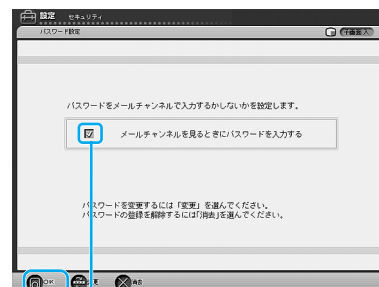 設定 セキュリティ
パスワード設定
子画面入
パスワードをメールチャンネルで入力するかしないかを設定します。
メールチャンネルを見るときにパスワードを入力する
パスワードを変更するには「変更」を選んでください。
パスワードの登録を解除するには「消去」を選んでください。
OK 変更 消去